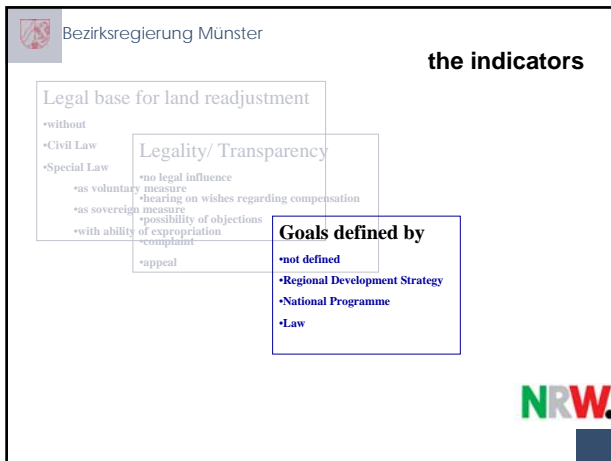 Bezirksregierung Münster
the indicators
Legal base for land readjustment
•without
•Civil Law
•Special Law
•as voluntary measure
•as sovereign measure
•with ability of expropriation
Legality/ Transparency
•no legal influence
•hearing on wishes regarding compensation
•possibility of objections
•complaint
•appeal
Goals defined by
•not defined
•Regional Development Strategy
•National Programme
•Law
NRW.